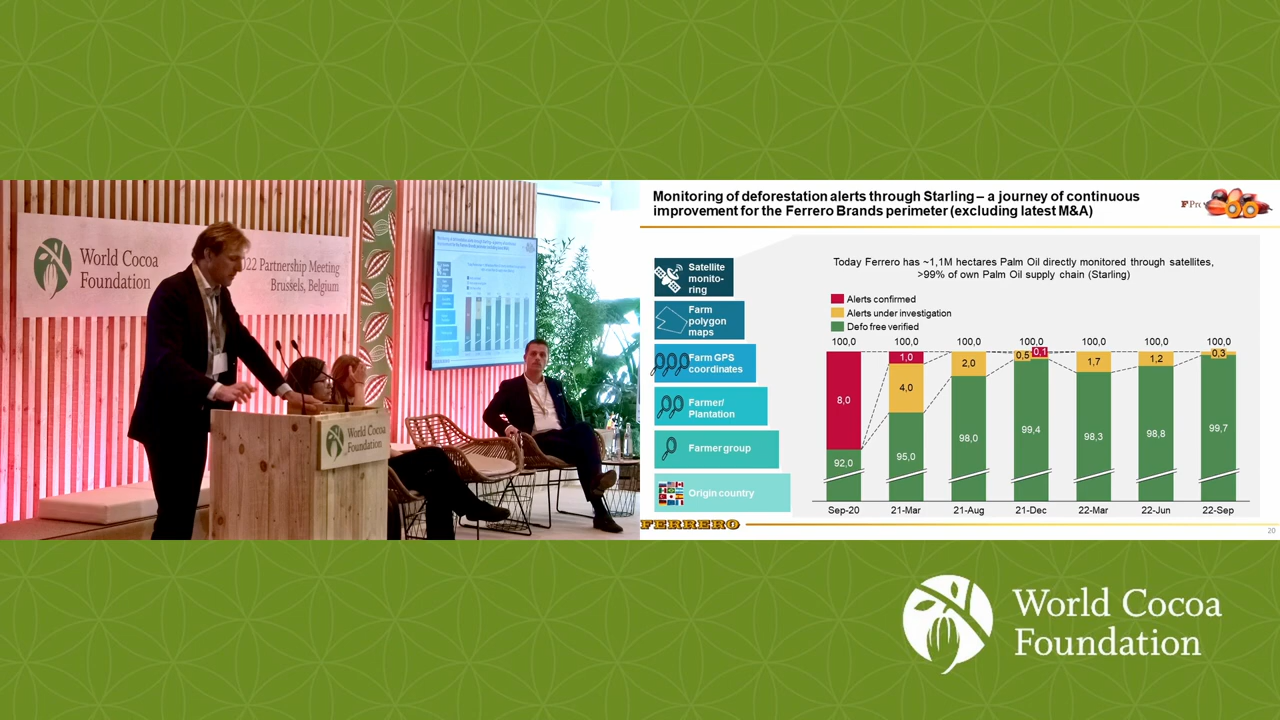 World Cocoa
Foundation
2022 Partnership Meeting
Brussels, Belgium
World Cocoa
Foundation
Monitoring of deforestation alerts through Starling – a journey of continuous
improvement for the Ferrero Brands perimeter (excluding latest M&A)
Satellite
monito-
ring
Farm
polygon
maps
Farm GPS
coordinates
Farmer/
Plantation
Farmer group
Origin country
Today Ferrero has ~1,1M hectares Palm Oil directly monitored through satellites,
>99% of own Palm Oil supply chain (Starling)
Alerts confirmed
Alerts under investigation
Defo free verified
100,0 100,0 100,0 100,0 100,0 100,0 100,0
1,0 0,5 0,1 0,3
2,0 1,7 1,2
4,0
8,0
92,0 95,0 98,0 99,4 98,3 98,8 99,7
Sep-20 21-Mar 21-Aug 21-Dec 22-Mar 22-Jun 22-Sep
FERRERO
20
World Cocoa
Foundation